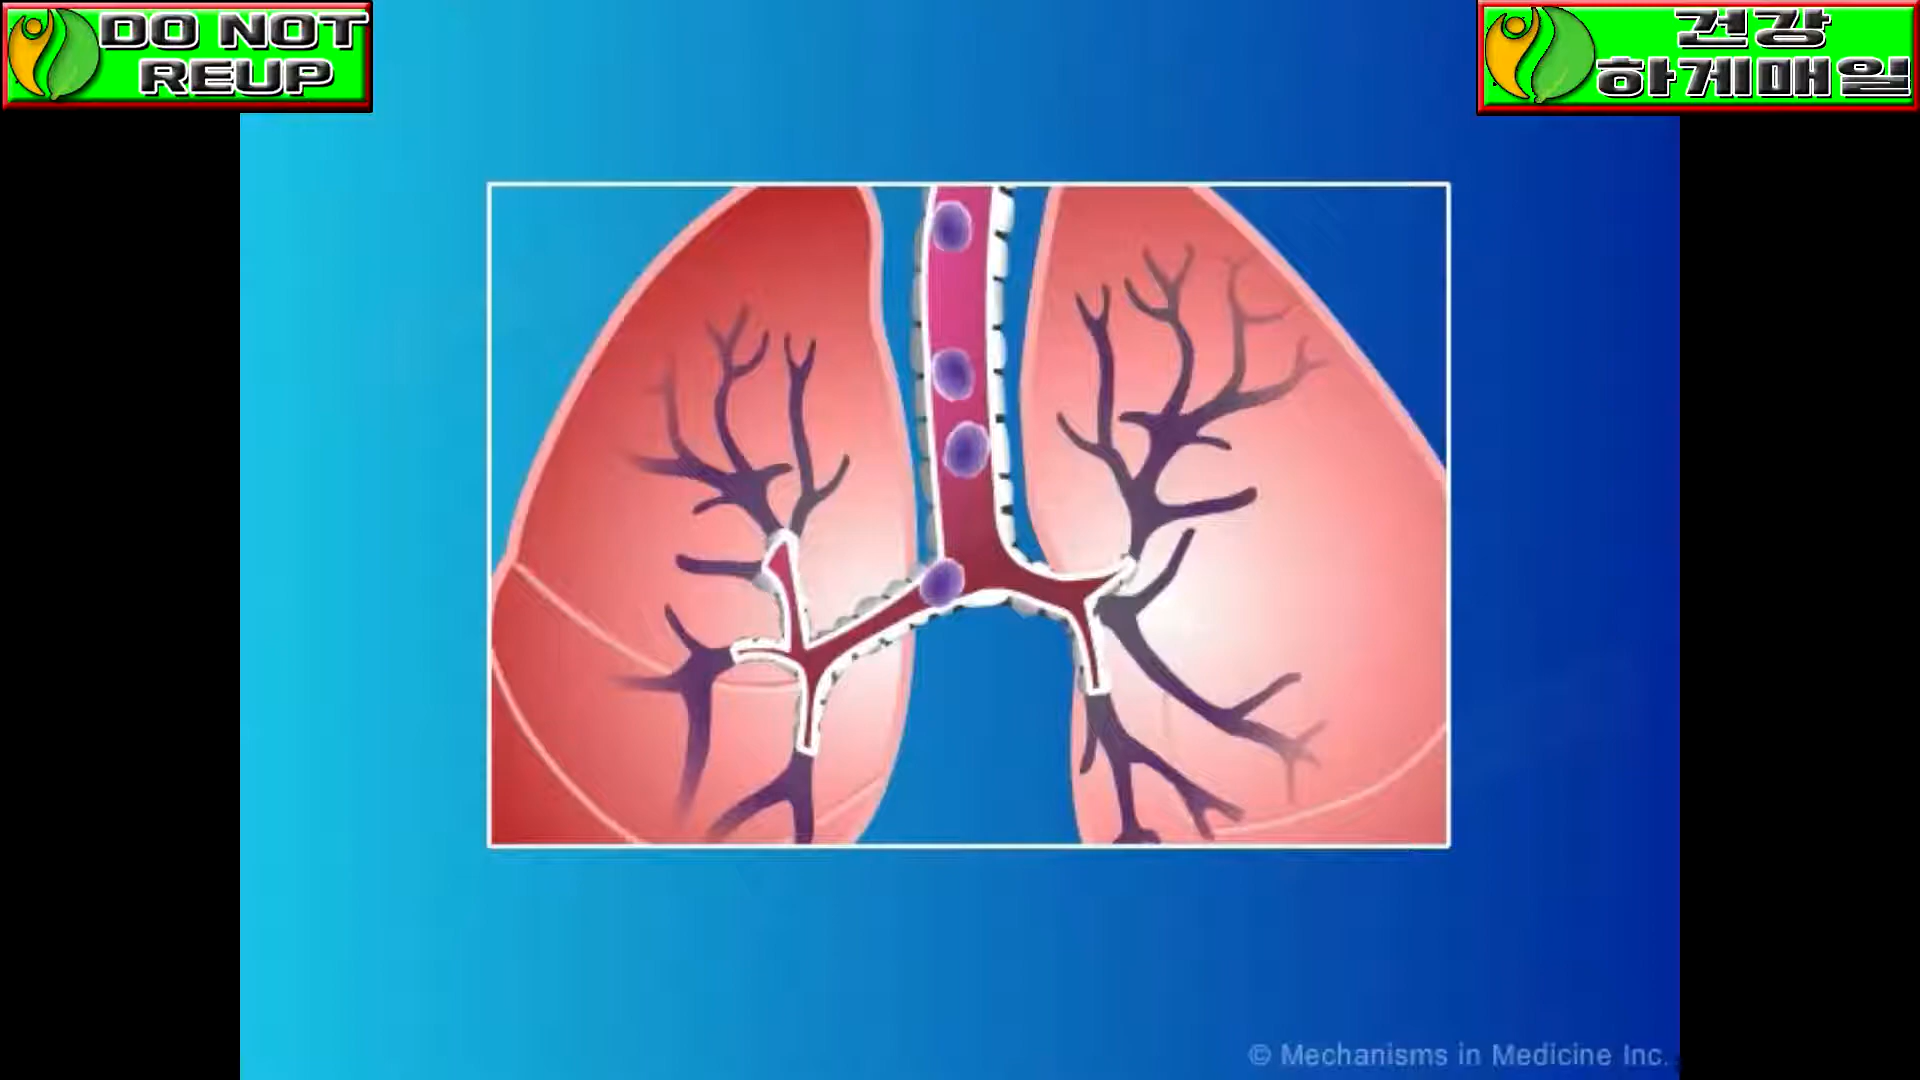 DO NOT
REUP
건강
하게매일
© Mechanisms in Medicine Inc.